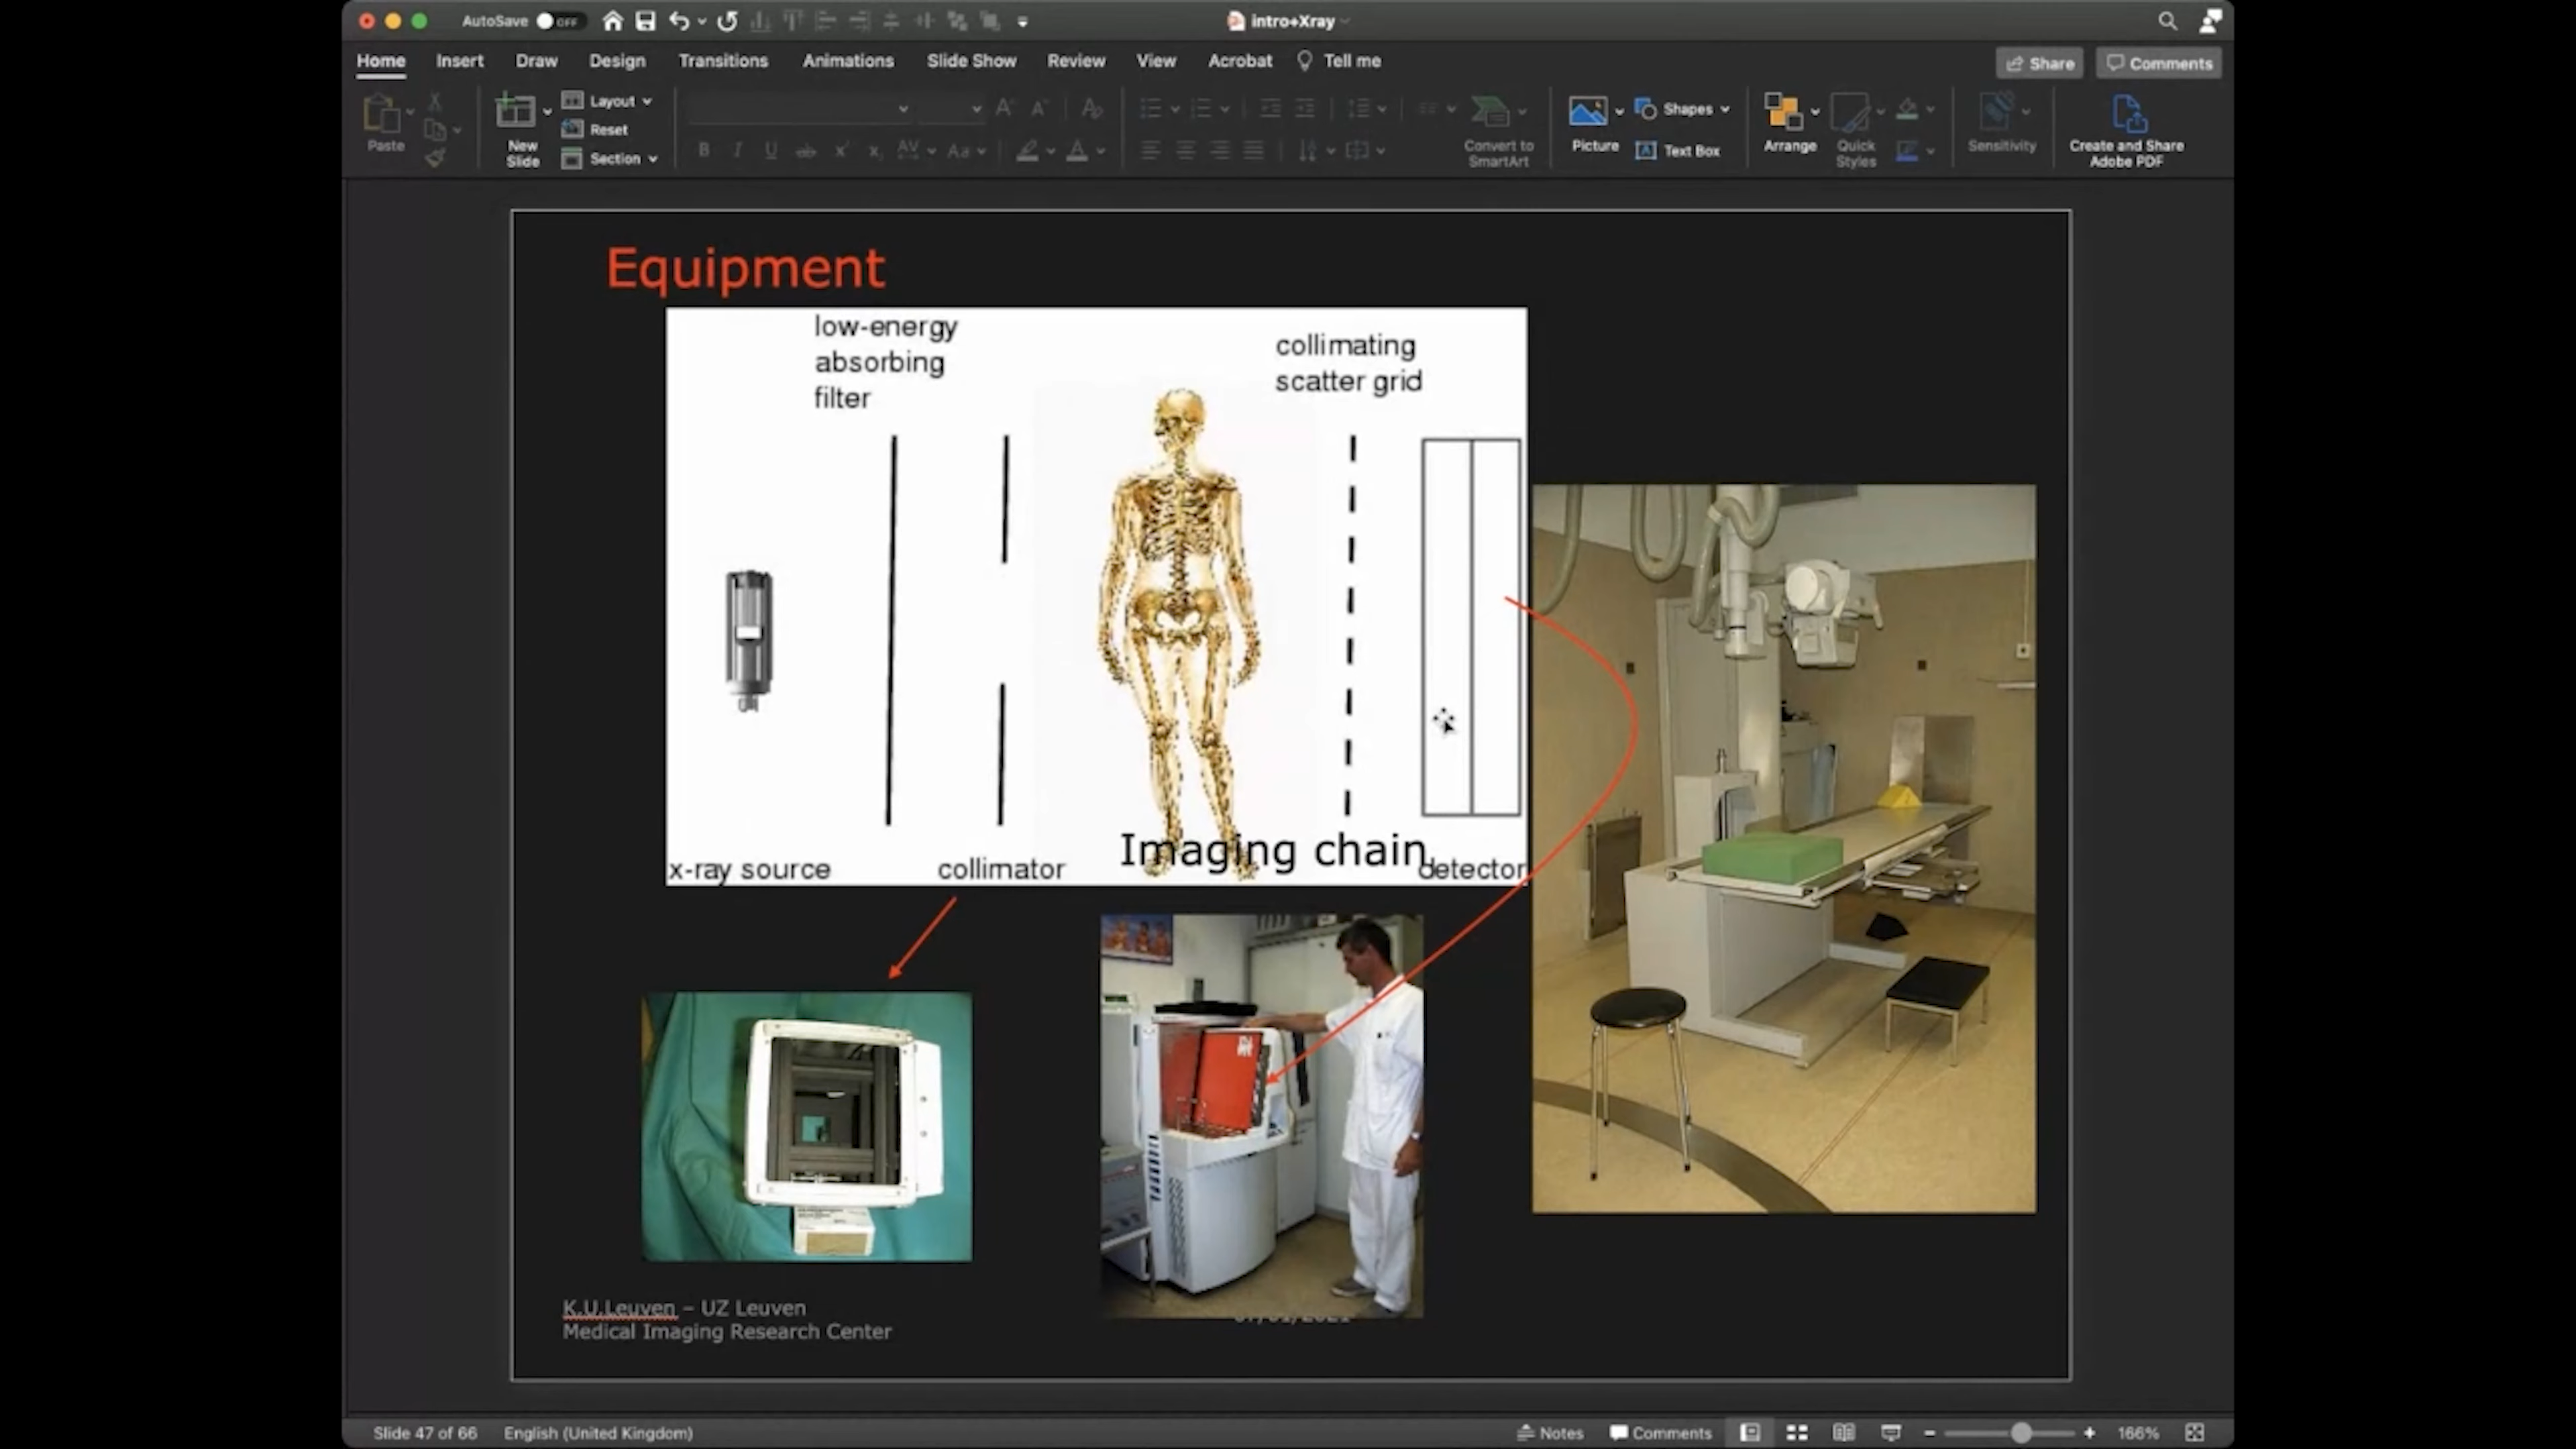 AutoSave OFF
intro+Xray
Home Insert Draw Design Transitions Animations Slide Show Review View Acrobat Tell me
Share Comments
Paste
New Slide
Layout
Reset
Section
Convert to SmartArt
Picture
Shapes
Text Box
Arrange
Quick Styles
Sensitivity
Create and Share Adobe PDF
Equipment
low-energy
absorbing
filter
collimating
scatter grid
x-ray source
collimator
Imaging chain
detector
K.U.Leuven – UZ Leuven
Medical Imaging Research Center
Slide 47 of 66 English (United Kingdom)
Notes Comments 166%